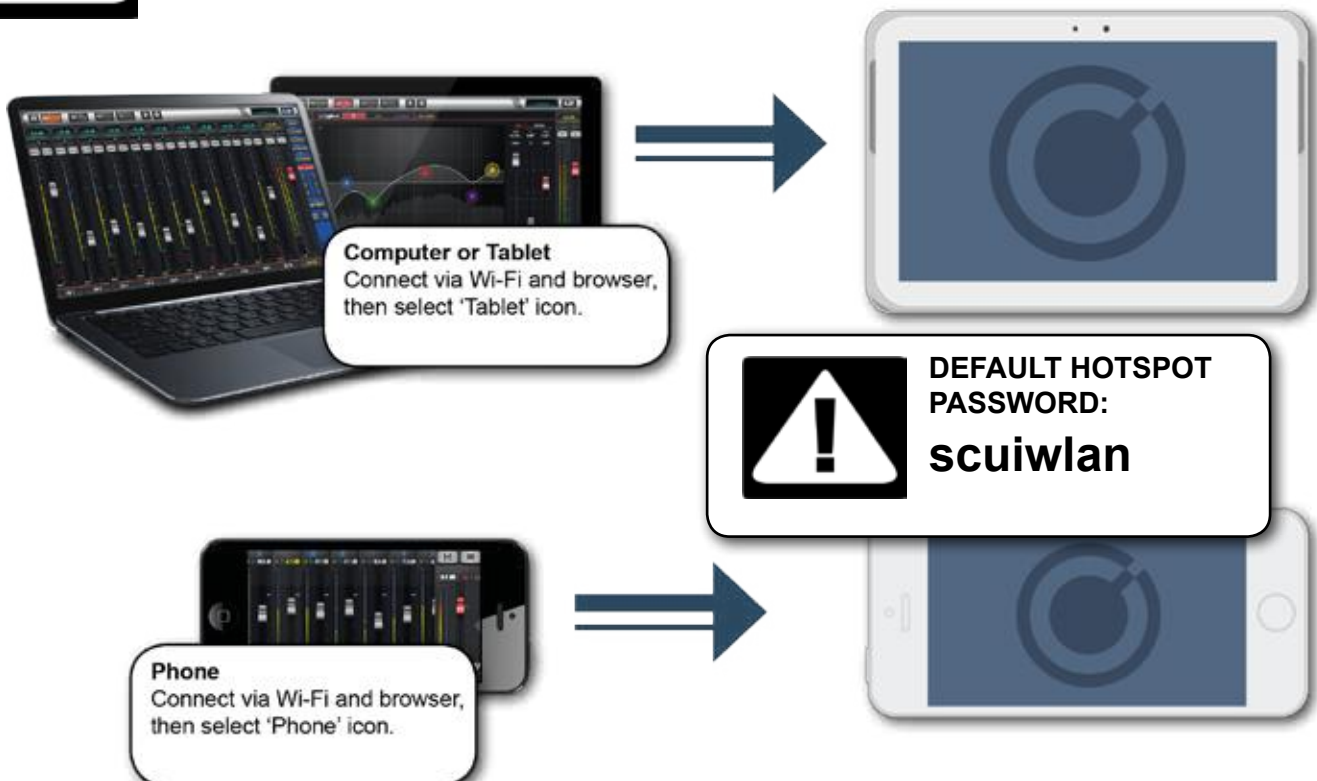 Computer or Tablet
Connect via Wi-Fi and browser,
then select ‘Tablet’ icon.
DEFAULT HOTSPOT
PASSWORD:
scuiwlan
Phone
Connect via Wi-Fi and browser,
then select ‘Phone’ icon.